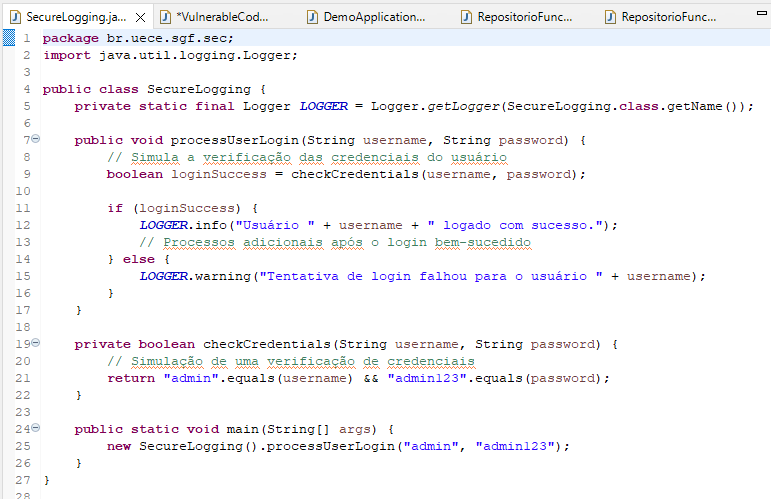 SecureLogging.ja... *VulnerableCod... DemoApplication... RepositorioFunc... RepositorioFunc...
1 package br.uece.sgf.sec;
2 import java.util.logging.Logger;
3
4 public class SecureLogging {
5     private static final Logger LOGGER = Logger.getLogger(SecureLogging.class.getName());
6
7     public void processUserLogin(String username, String password) {
8         // Simula a verificação das credenciais do usuário
9         boolean loginSuccess = checkCredentials(username, password);
10
11         if (loginSuccess) {
12             LOGGER.info("Usuário " + username + " logado com sucesso.");
13             // Processos adicionais após o login bem-sucedido
14         } else {
15             LOGGER.warning("Tentativa de login falhou para o usuário " + username);
16         }
17     }
18
19     private boolean checkCredentials(String username, String password) {
20         // Simulação de uma verificação de credenciais
21         return "admin".equals(username) && "admin123".equals(password);
22     }
23
24     public static void main(String[] args) {
25         new SecureLogging().processUserLogin("admin", "admin123");
26     }
27 }
28